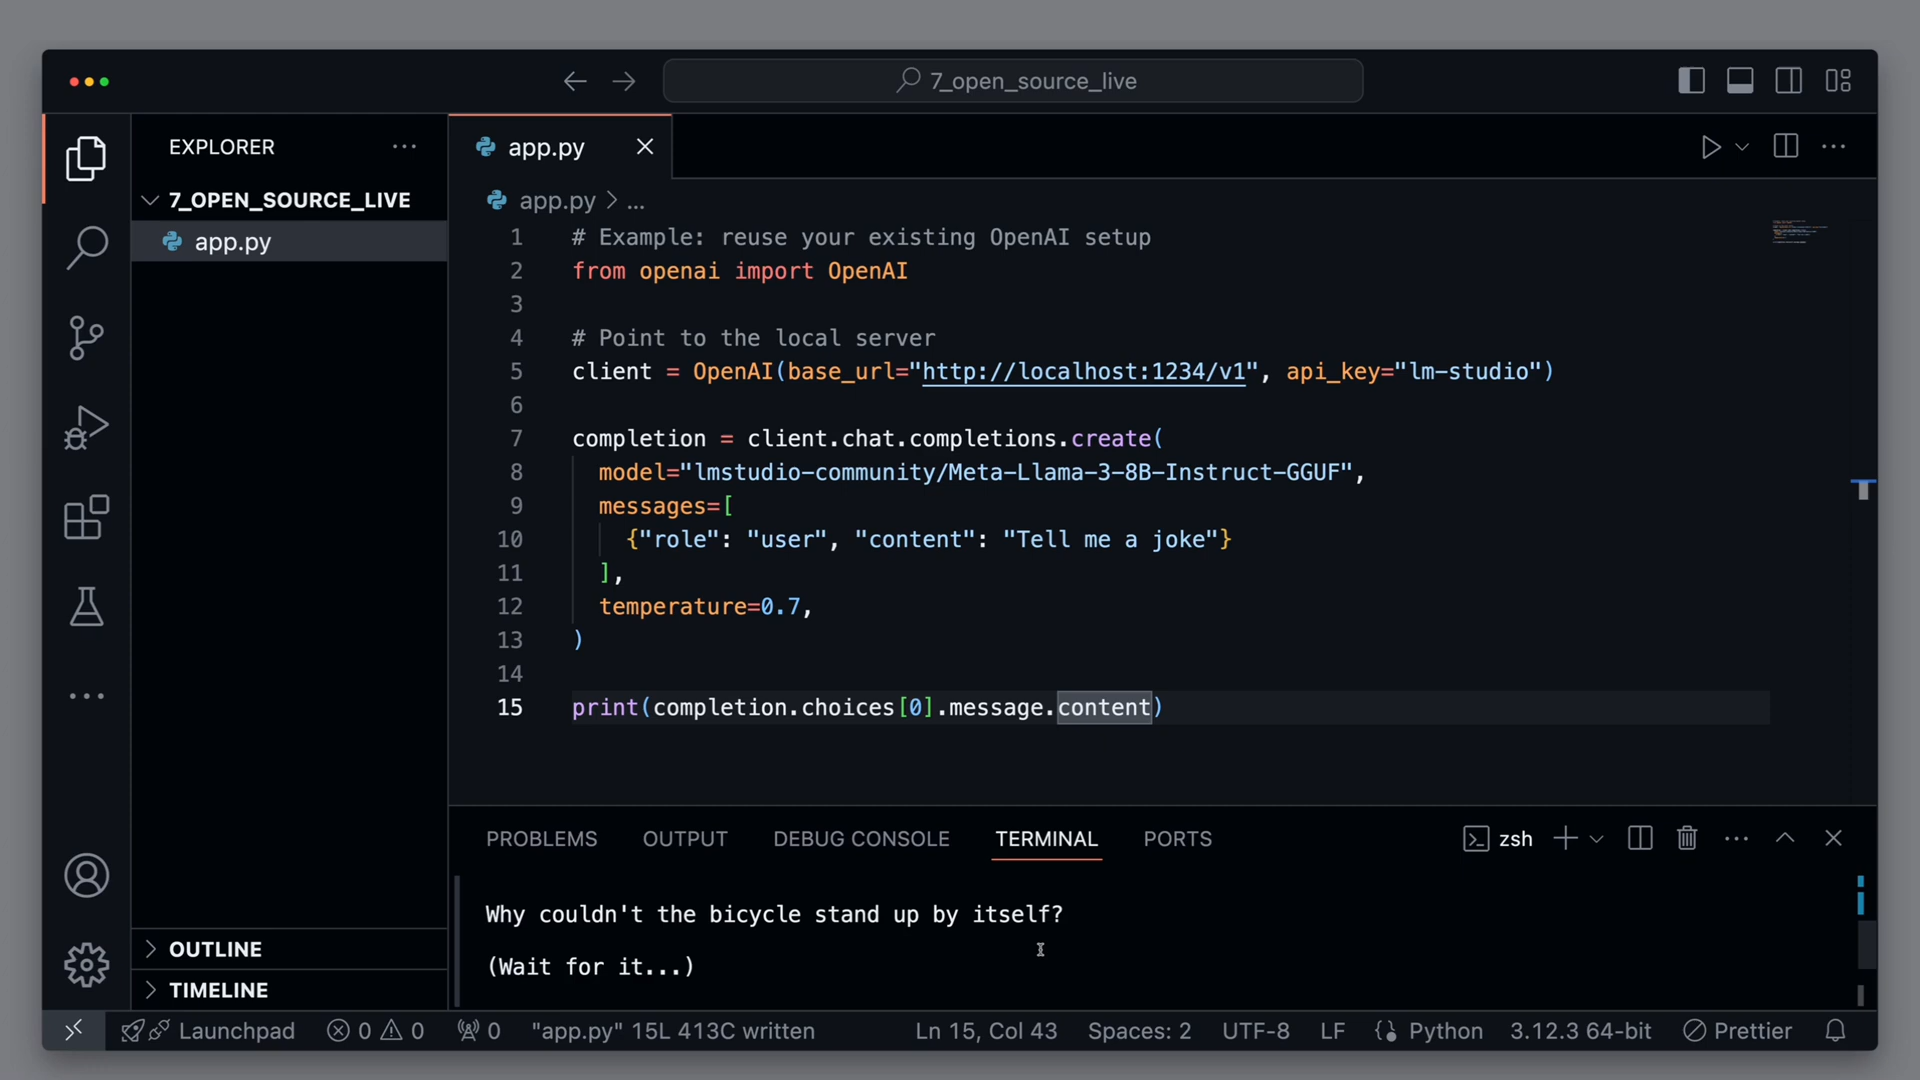 7_open_source_live
EXPLORER
7_OPEN_SOURCE_LIVE
app.py
app.py
app.py > ...
1 # Example: reuse your existing OpenAI setup
2 from openai import OpenAI
3
4 # Point to the local server
5 client = OpenAI(base_url="http://localhost:1234/v1", api_key="lm-studio")
6
7 completion = client.chat.completions.create(
8 model="lmstudio-community/Meta-Llama-3-8B-Instruct-GGUF",
9 messages=[
10 {"role": "user", "content": "Tell me a joke"}
11 ],
12 temperature=0.7,
13 )
14
15 print(completion.choices[0].message.content)
PROBLEMS OUTPUT DEBUG CONSOLE TERMINAL PORTS zsh
Why couldn't the bicycle stand up by itself?
(Wait for it...)
OUTLINE
TIMELINE
Launchpad 0 0 0 "app.py" 15L 413C written Ln 15, Col 43 Spaces: 2 UTF-8 LF Python 3.12.3 64-bit Prettier